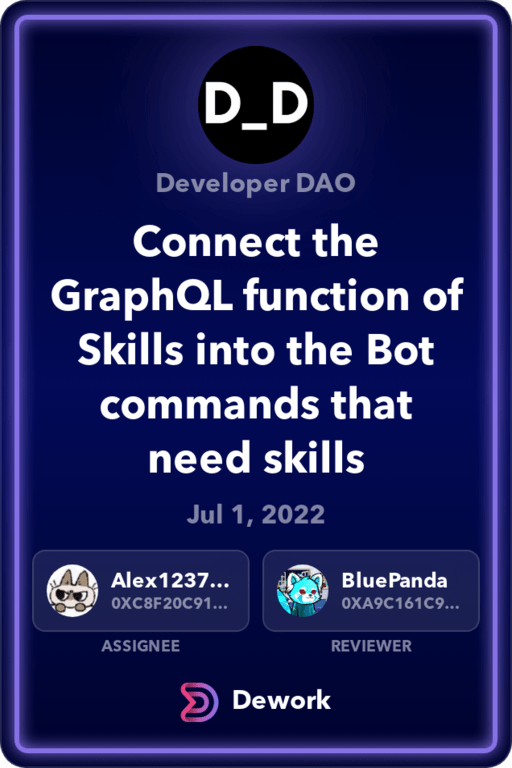 D_D
Developer DAO
Connect the
GraphQL function of
Skills into the Bot
commands that
need skills
Jul 1, 2022
Alex1237...
0XC8F20C91...
ASSIGNEE
BluePanda
0XA9C161C9...
REVIEWER
Dework